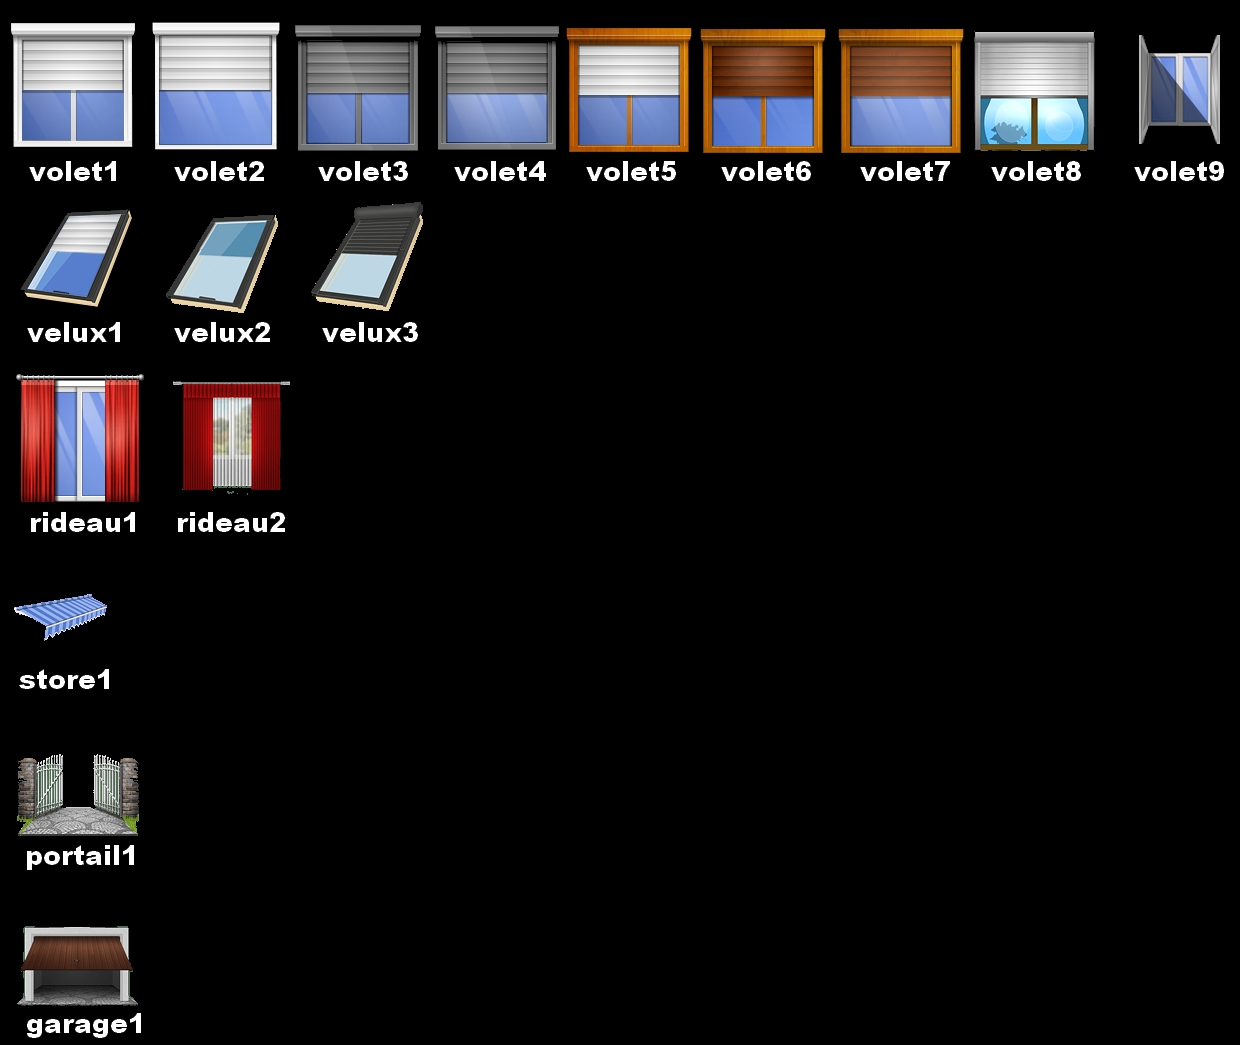 volet1 volet2 volet3 volet4 volet5 volet6 volet7 volet8 volet9
velux1 velux2 velux3
rideau1 rideau2
store1
portail1
garage1